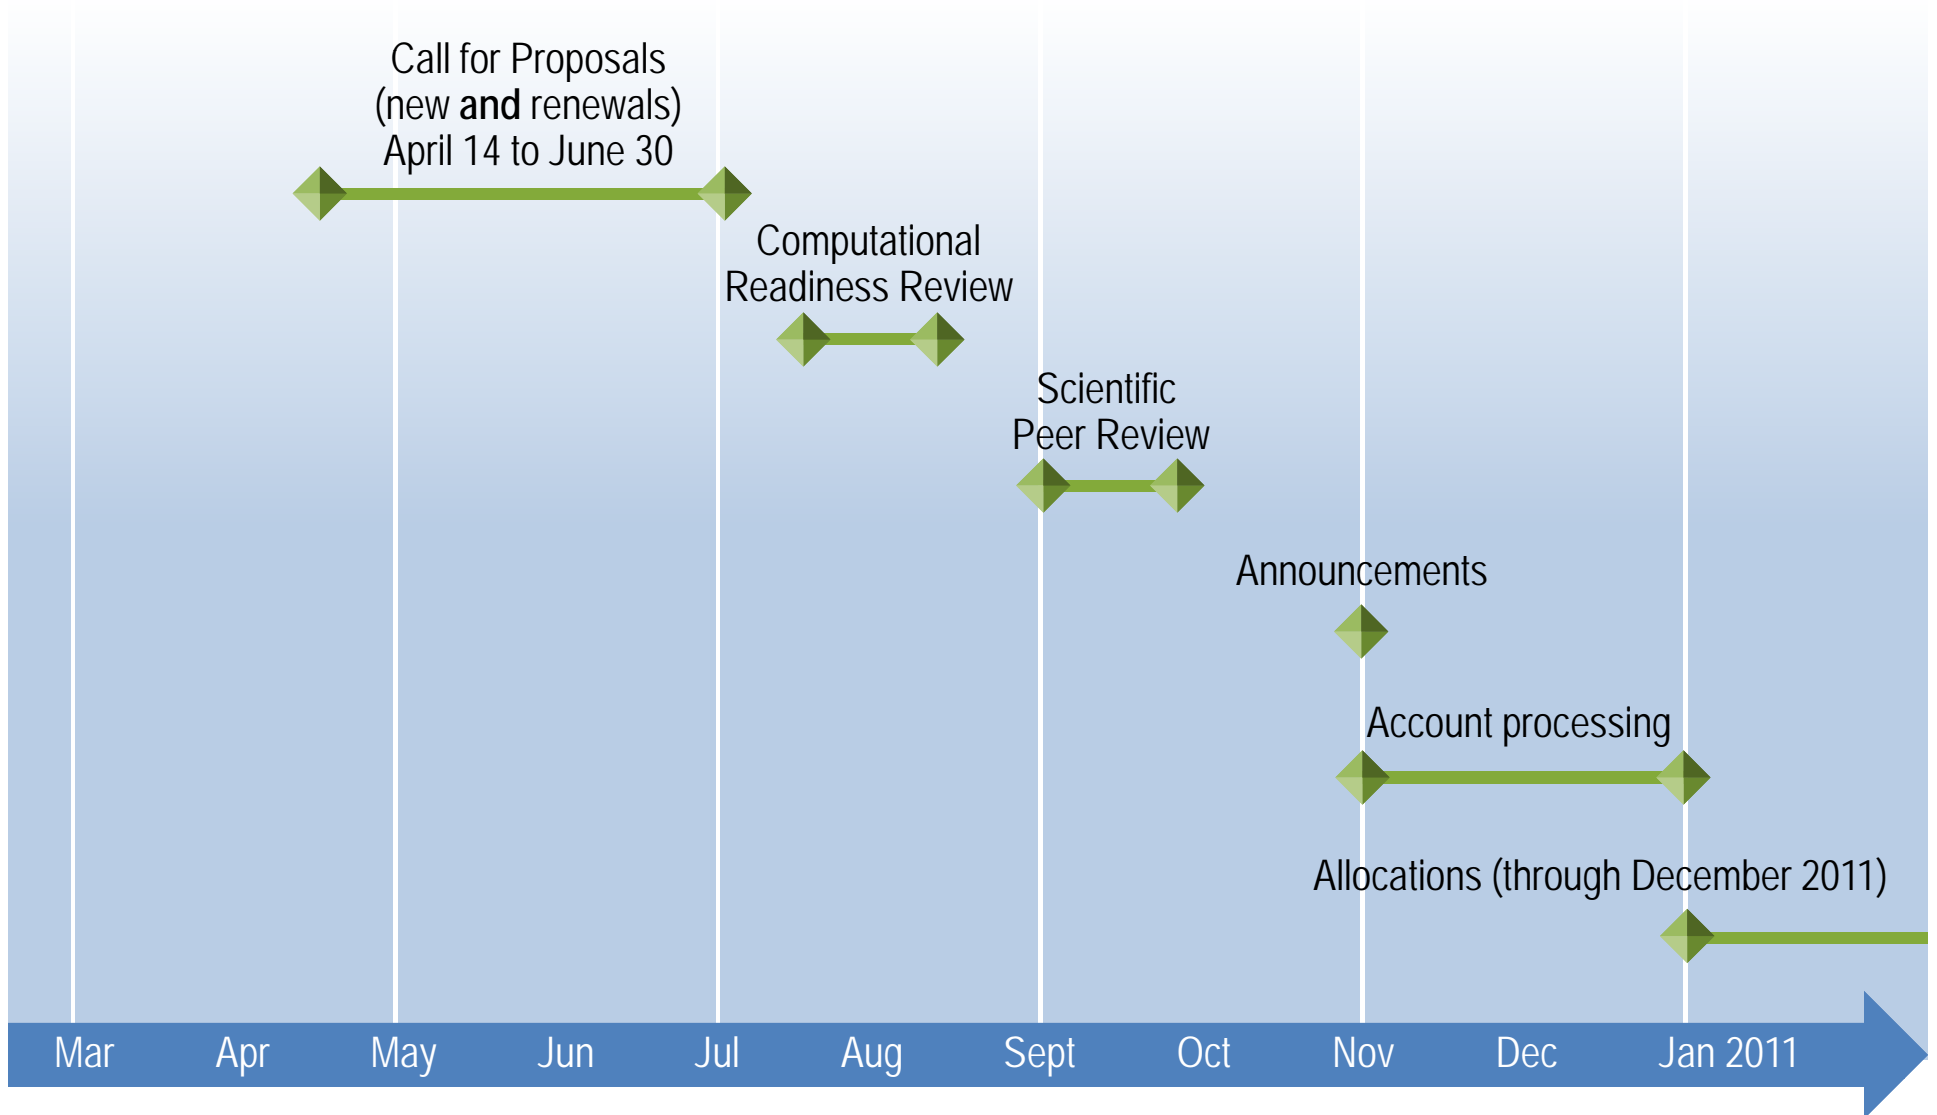 Call for Proposals
(new and renewals)
April 14 to June 30
Computational
Readiness Review
Scientific
Peer Review
Announcements
Account processing
Allocations (through December 2011)
Mar Apr May Jun Jul Aug Sept Oct Nov Dec Jan 2011